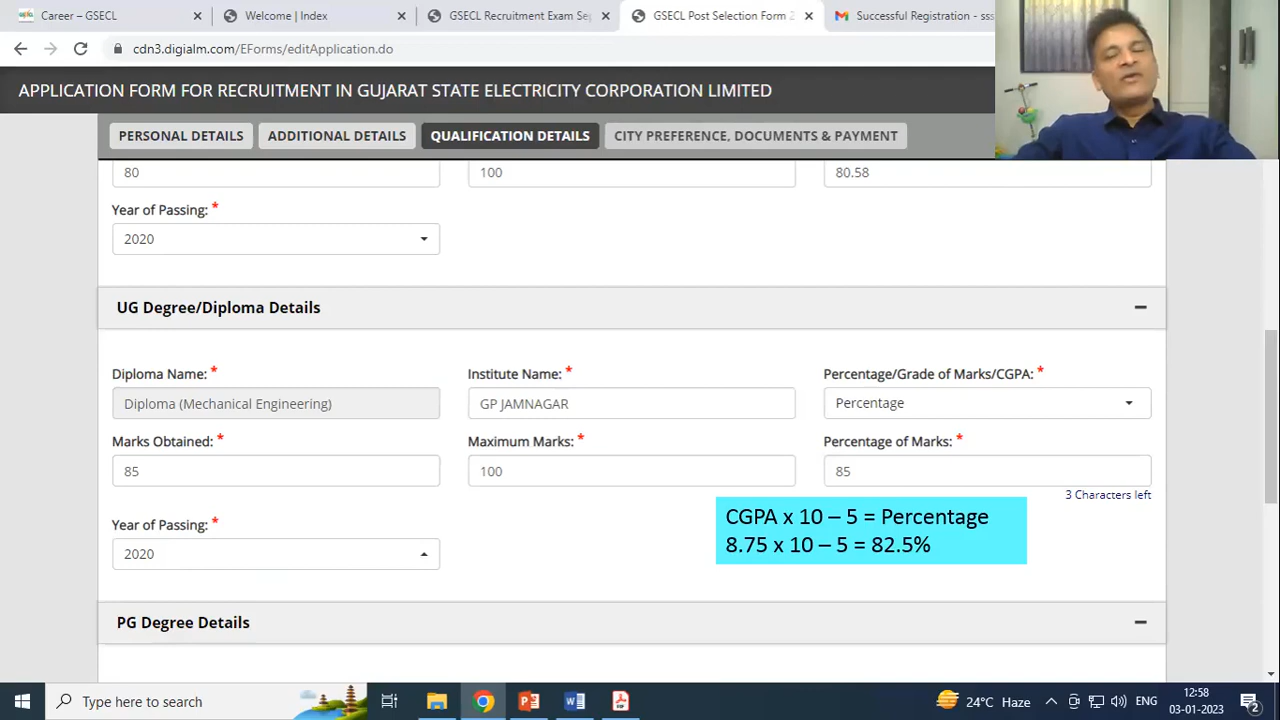 Career – GSECL
Welcome | Index
GSECL Recruitment Exam Se
GSECL Post Selection Form 2
Successful Registration - sss
cdn3.digialm.com/EForms/editApplication.do
APPLICATION FORM FOR RECRUITMENT IN GUJARAT STATE ELECTRICITY CORPORATION LIMITED
PERSONAL DETAILS
ADDITIONAL DETAILS
QUALIFICATION DETAILS
CITY PREFERENCE, DOCUMENTS & PAYMENT
80
100
80.58
Year of Passing: *
2020
UG Degree/Diploma Details
Diploma Name: *
Institute Name: *
Percentage/Grade of Marks/CGPA: *
Diploma (Mechanical Engineering)
GP JAMNAGAR
Percentage
Marks Obtained: *
Maximum Marks: *
Percentage of Marks: *
85
100
85
3 Characters left
CGPA x 10 – 5 = Percentage
8.75 x 10 – 5 = 82.5%
Year of Passing: *
2020
PG Degree Details
Type here to search
24°C Haze
ENG
12:58
03-01-2023
2